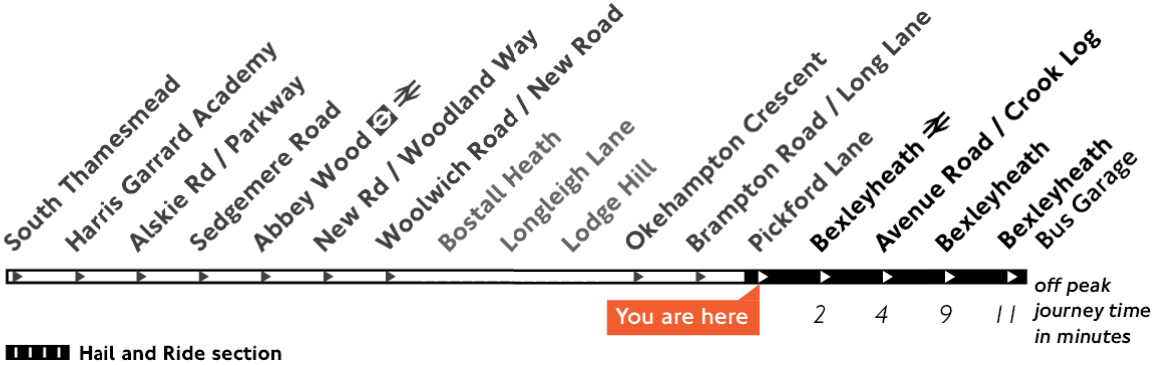 South Thamesmead
Harris Garrard Academy
Alskie Rd / Parkway
Sedgemere Road
Abbey Wood
New Rd / Woodland Way
Woolwich Road / New Road
Bostall Heath
Longleigh Lane
Lodge Hill
Okehampton Crescent
Brampton Road / Long Lane
Pickford Lane
Bexleyheath
Avenue Road / Crook Log
Bexleyheath
Bexleyheath
Bus Garage
You are here
2
4
9
11
off peak
journey time
in minutes
Hail and Ride section